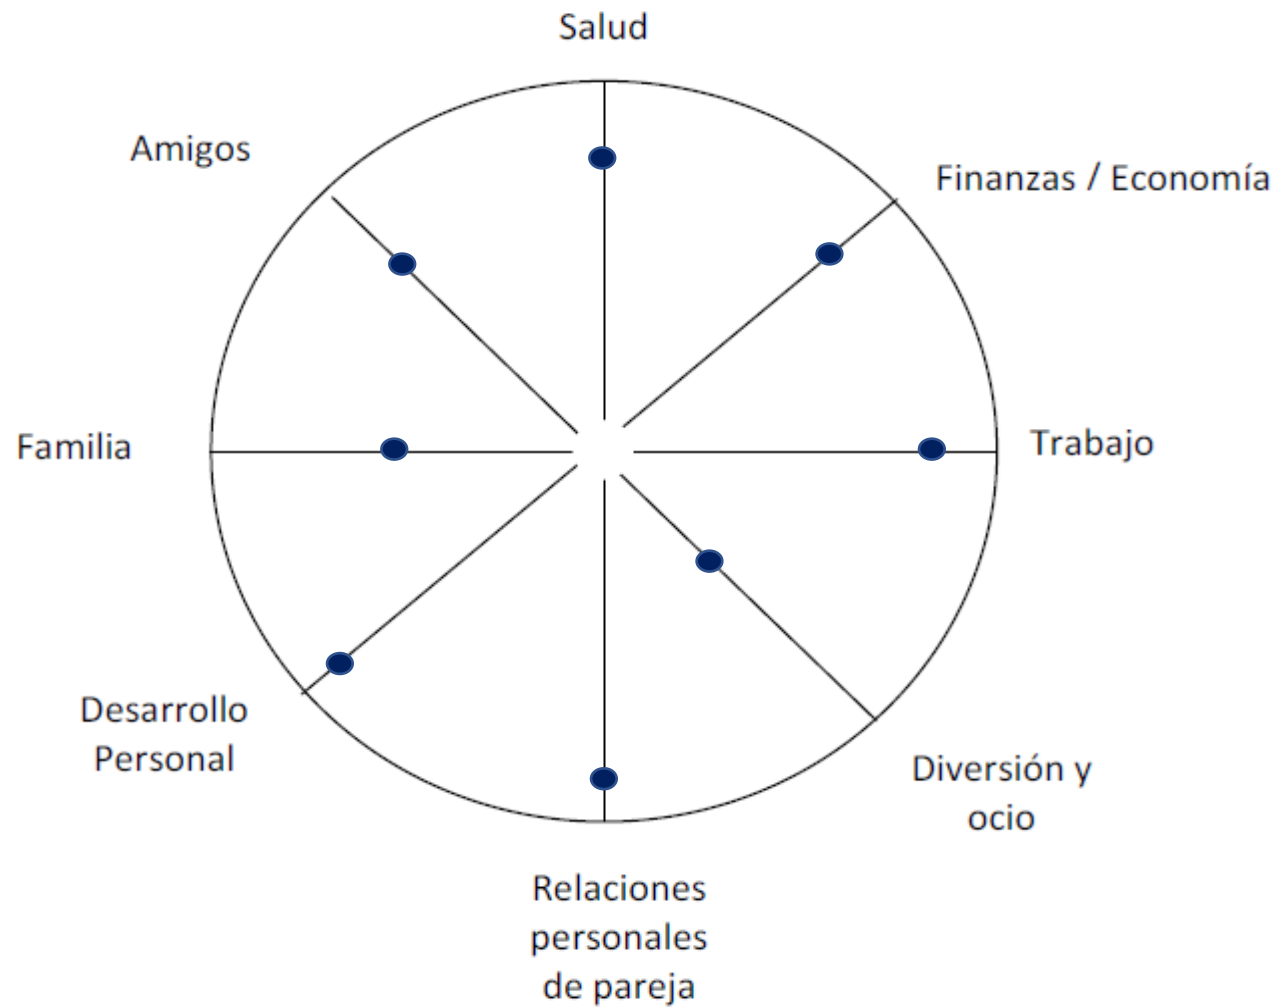 Salud
Amigos
Finanzas / Economía
Familia
Trabajo
Desarrollo
Personal
Diversión y
ocio
Relaciones
personales
de pareja